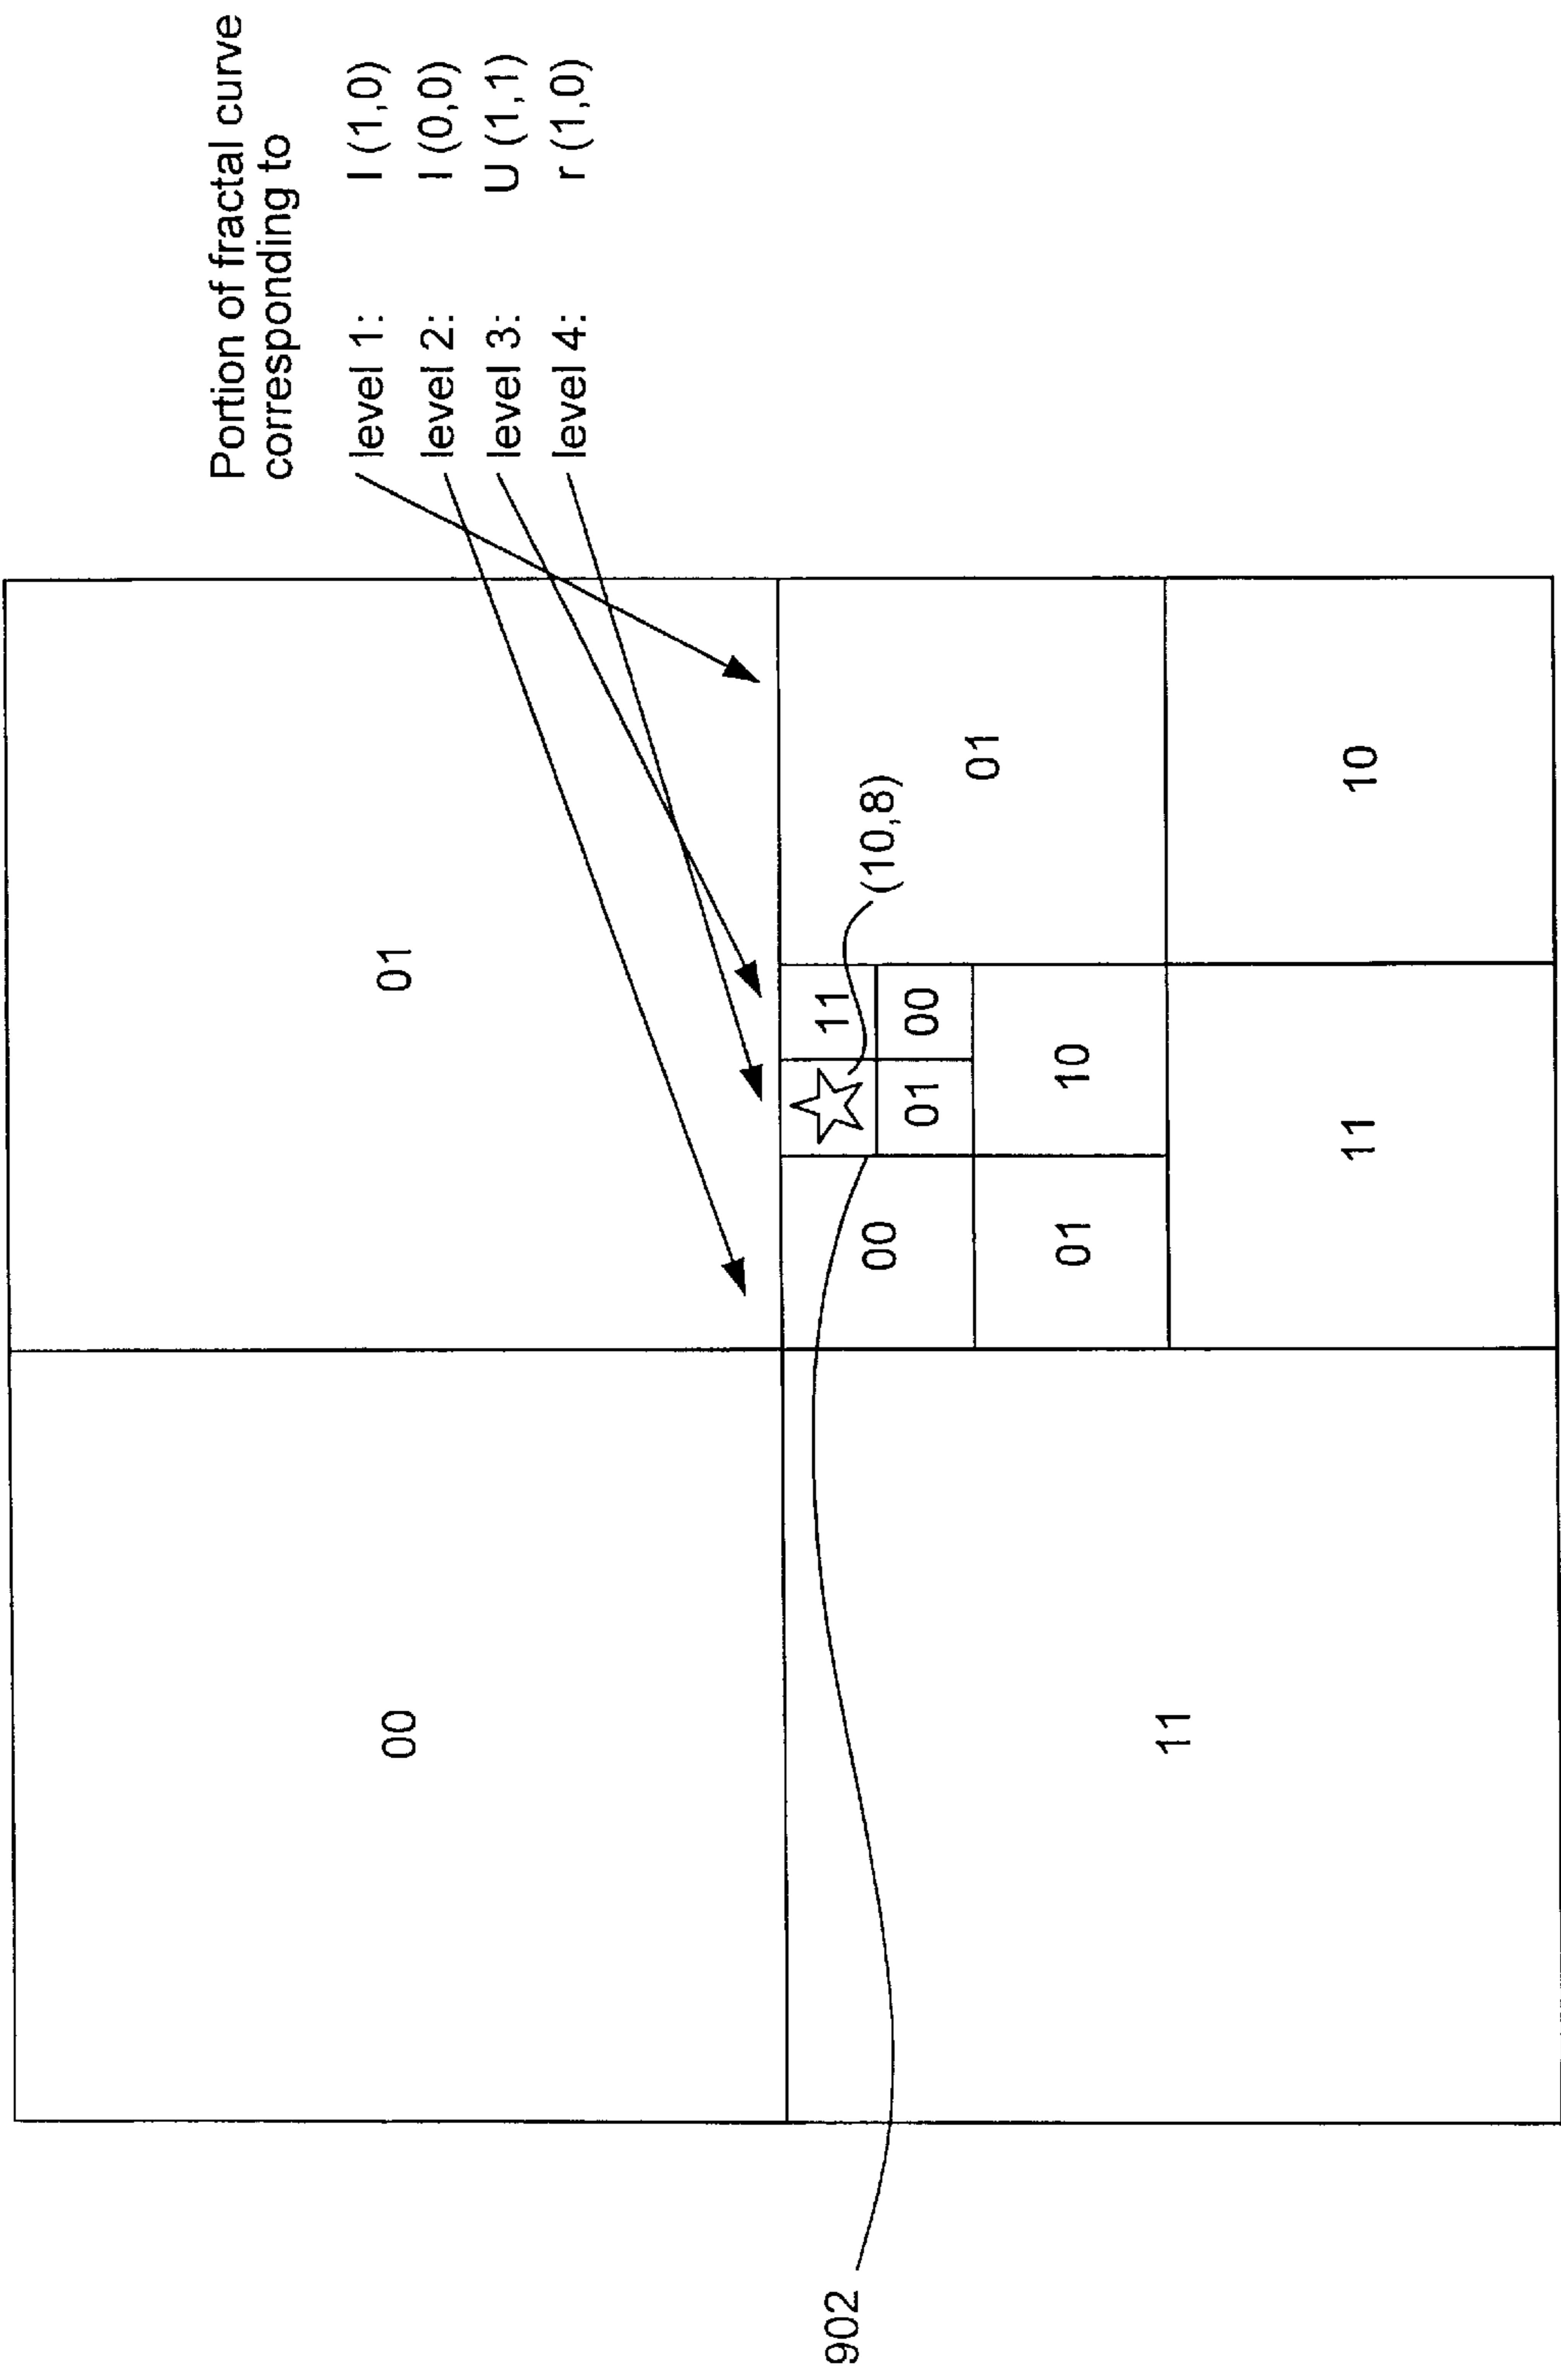 Portion of fractal curve
corresponding to
level 1: l (1,0)
level 2: l (0,0)
level 3: U (1,1)
level 4: r (1,0)
00
01
902
11
00
(10,8)
01
00
01
01
10
11
11
10